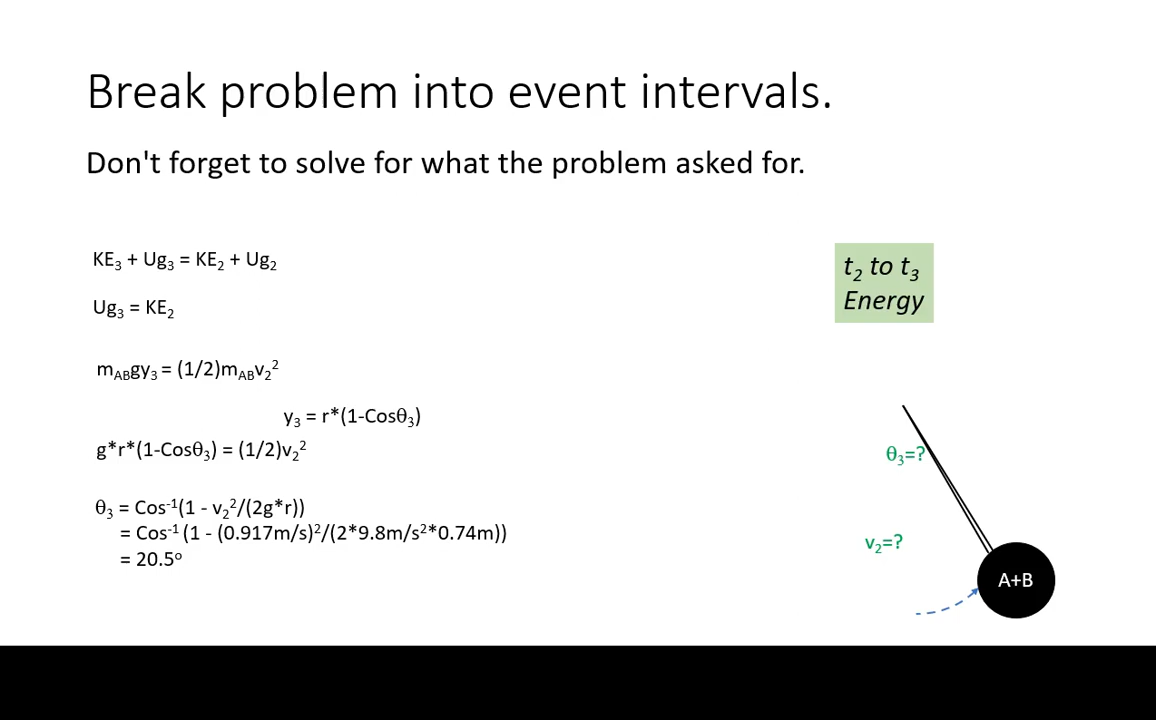 Break problem into event intervals.
Don't forget to solve for what the problem asked for.
KE₃ + Ug₃ = KE₂ + Ug₂
t₂ to t₃
Energy
Ug₃ = KE₂
m_ABgy₃ = (1/2)m_ABv₂²
y₃ = r*(1-Cosθ₃)
g*r*(1-Cosθ₃) = (1/2)v₂²
θ₃=?
θ₃ = Cos⁻¹(1 - v₂²/(2g*r))
= Cos⁻¹ (1 - (0.917m/s)²/(2*9.8m/s²*0.74m))
= 20.5ᵒ
v₂=?
A+B